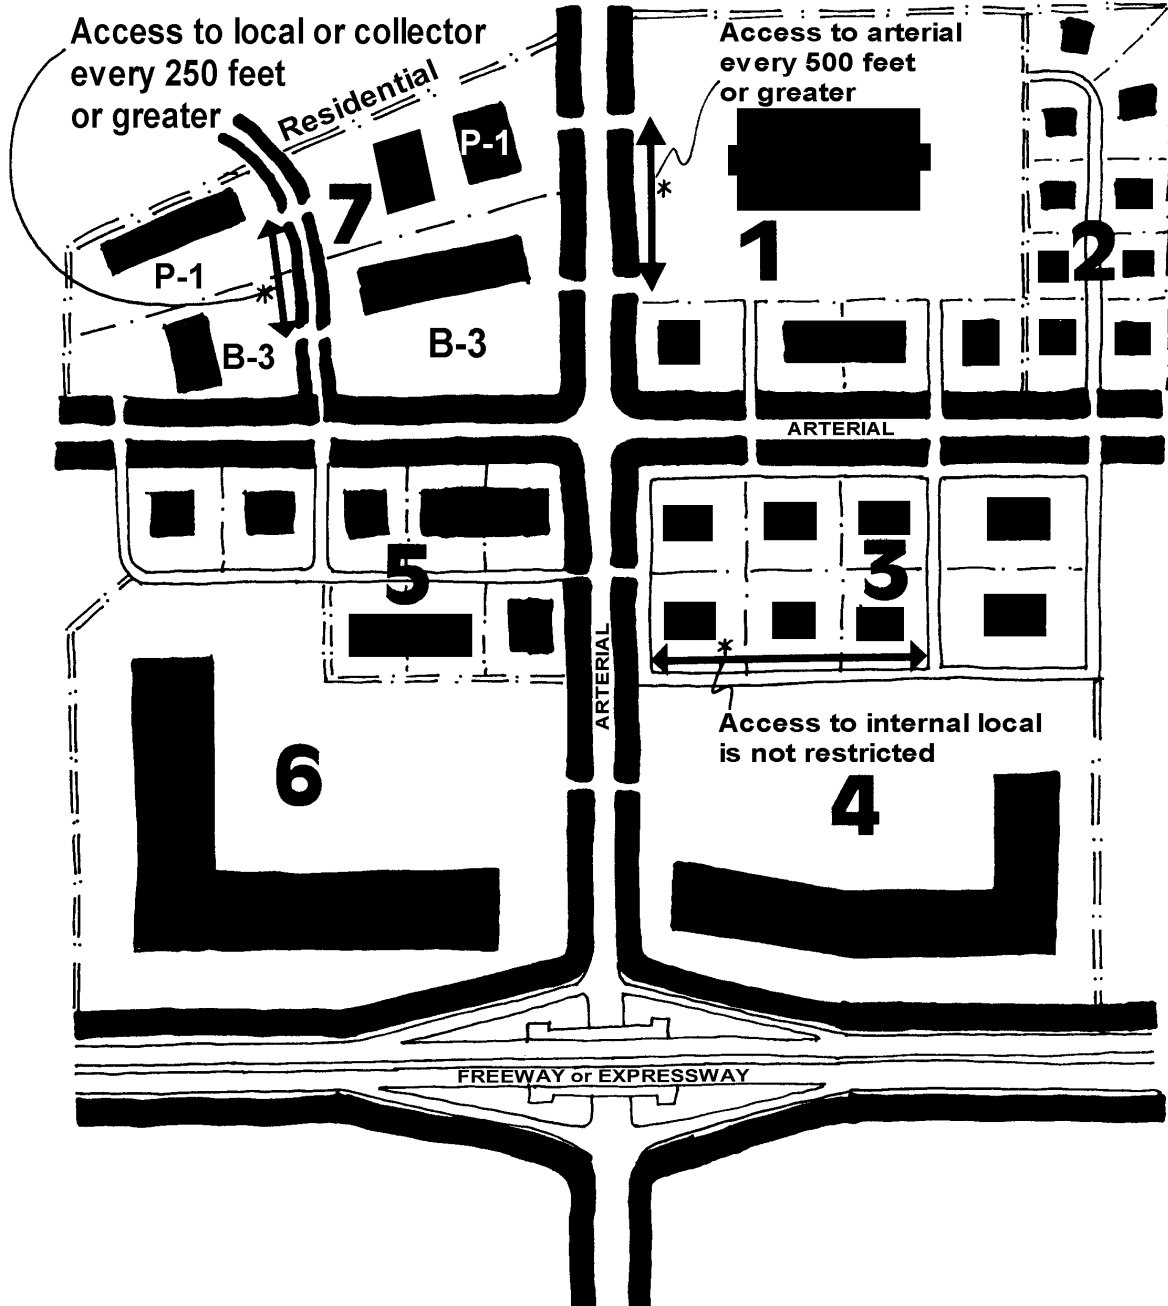 Access to local or collector
every 250 feet
or greater
Access to arterial
every 500 feet
or greater
Residential
P-1
7
1
2
P-1
*
*
B-3
B-3
ARTERIAL
5
3
ARTERIAL
*
Access to internal local
is not restricted
6
4
FREEWAY or EXPRESSWAY